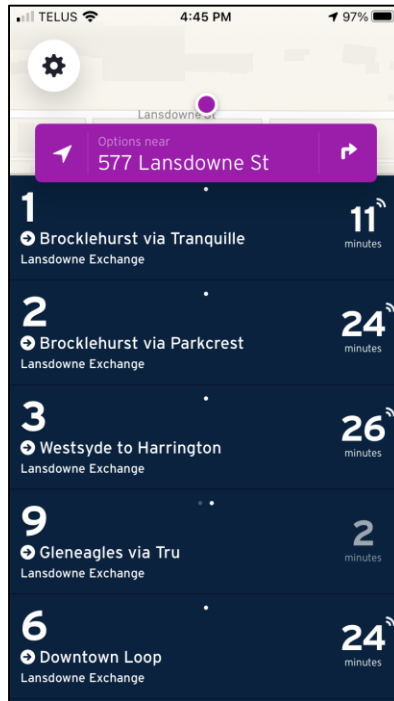 TELUS 4:45 PM 97%
Lansdowne St
Options near
577 Lansdowne St
1
Brocklehurst via Tranquille
Lansdowne Exchange
11
minutes
2
Brocklehurst via Parkcrest
Lansdowne Exchange
24
minutes
3
Westsyde to Harrington
Lansdowne Exchange
26
minutes
9
Gleneagles via Tru
Lansdowne Exchange
2
minutes
6
Downtown Loop
Lansdowne Exchange
24
minutes